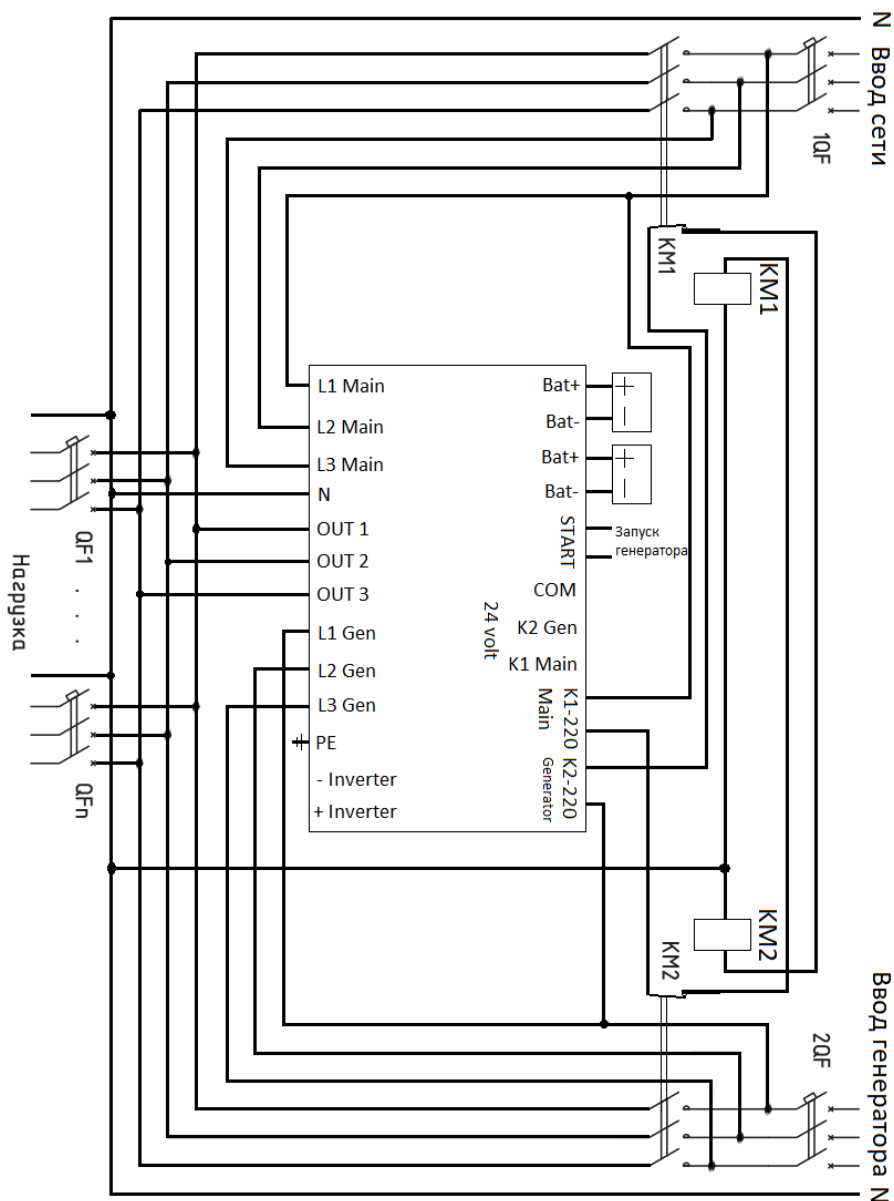 N Ввод сети
1QF
KM1
KM1
L1 Main
L2 Main
L3 Main
N
OUT 1
OUT 2
OUT 3
L1 Gen
L2 Gen
L3 Gen
PE
- Inverter
+ Inverter
Bat+
Bat-
Bat+
Bat-
START
Запуск
генератора
COM
K2 Gen
24 volt
K1 Main
K1-220
Main
K2-220
Generator
QF1
. . .
Нагрузка
QFn
KM2
KM2
2QF
Ввод генератора N